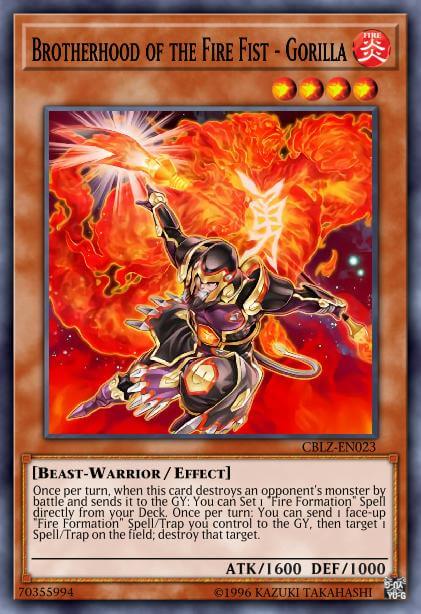 Brotherhood of the Fire Fist - Gorilla
FIRE
炎
勇
CBLZ-EN023
[Beast-Warrior / Effect]
Once per turn, when this card destroys an opponent's monster by
battle and sends it to the GY: You can Set 1 "Fire Formation" Spell
directly from your Deck. Once per turn: You can send 1 face-up
"Fire Formation" Spell/Trap you control to the GY, then target 1
Spell/Trap on the field; destroy that target.
ATK/1600 DEF/1000
70355994
©1996 KAZUKI TAKAHASHI